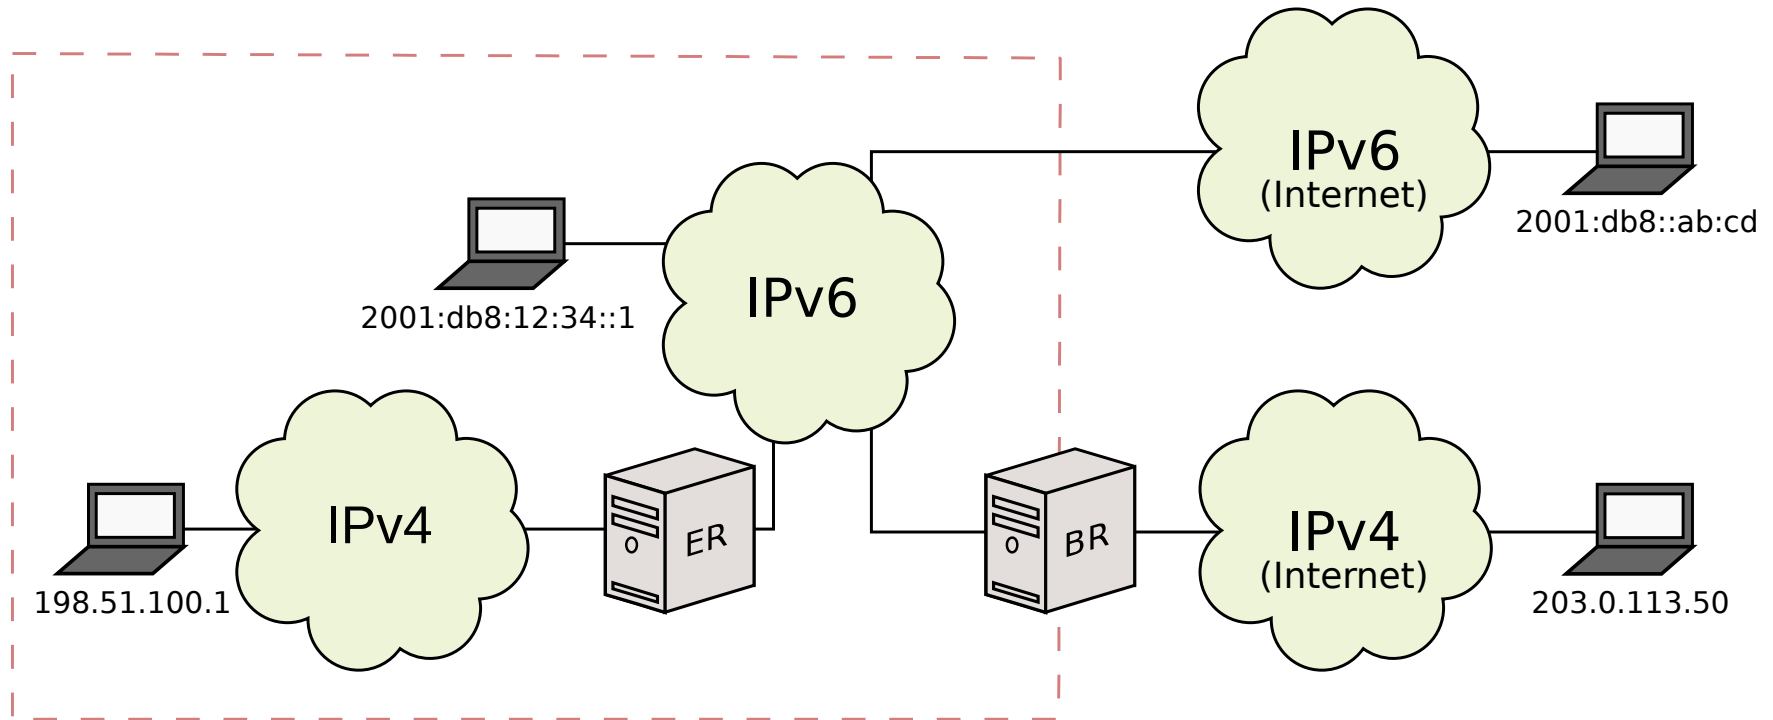 IPv6
(Internet)
2001:db8::ab:cd
IPv6
2001:db8:12:34::1
IPv4
198.51.100.1
ER
BR
IPv4
(Internet)
203.0.113.50